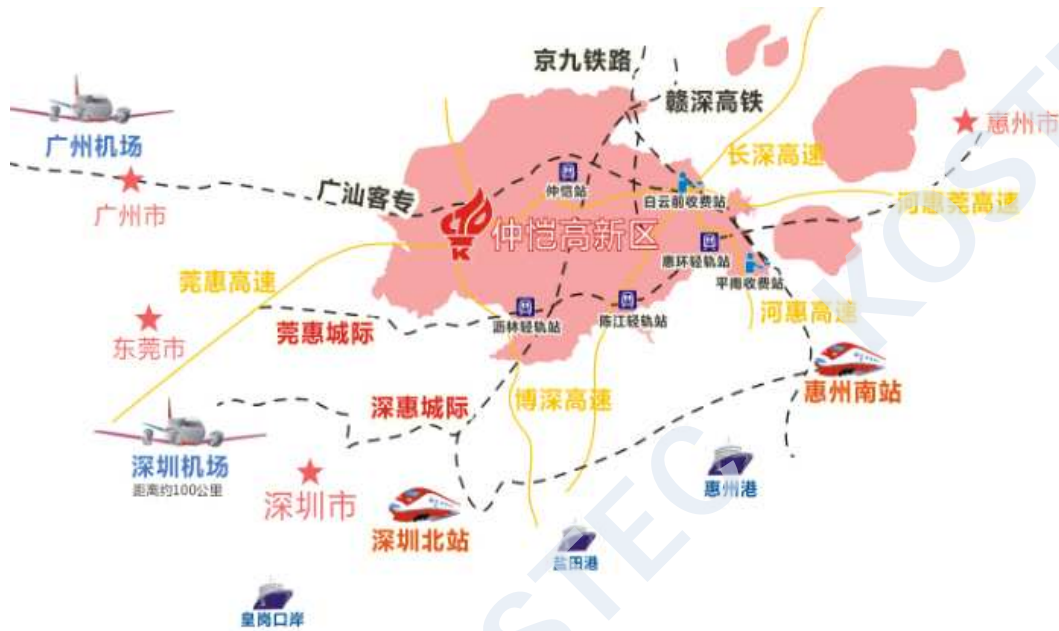 京九铁路
赣深高铁
广州机场
广州市
广汕客专
仲恺站
长深高速
惠州市
白云前收费站
河惠莞高速
仲恺高新区
惠环轻轨站
平南收费站
莞惠高速
东莞市
莞惠城际
沥林轻轨站
陈江轻轨站
河惠高速
惠州南站
深惠城际
博深高速
深圳机场
距离约100公里
深圳市
深圳北站
惠州港
盐田港
皇岗口岸
KOSTEC
KOSTEC